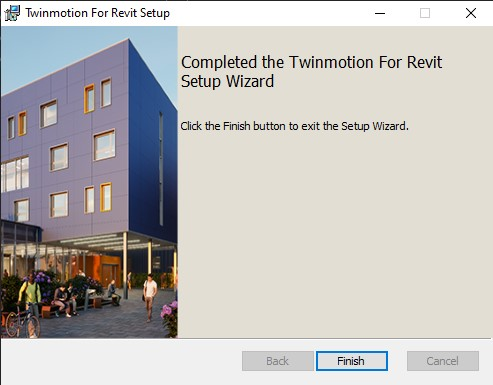 Twinmotion For Revit Setup
Completed the Twinmotion For Revit
Setup Wizard
Click the Finish button to exit the Setup Wizard.
Back
Finish
Cancel